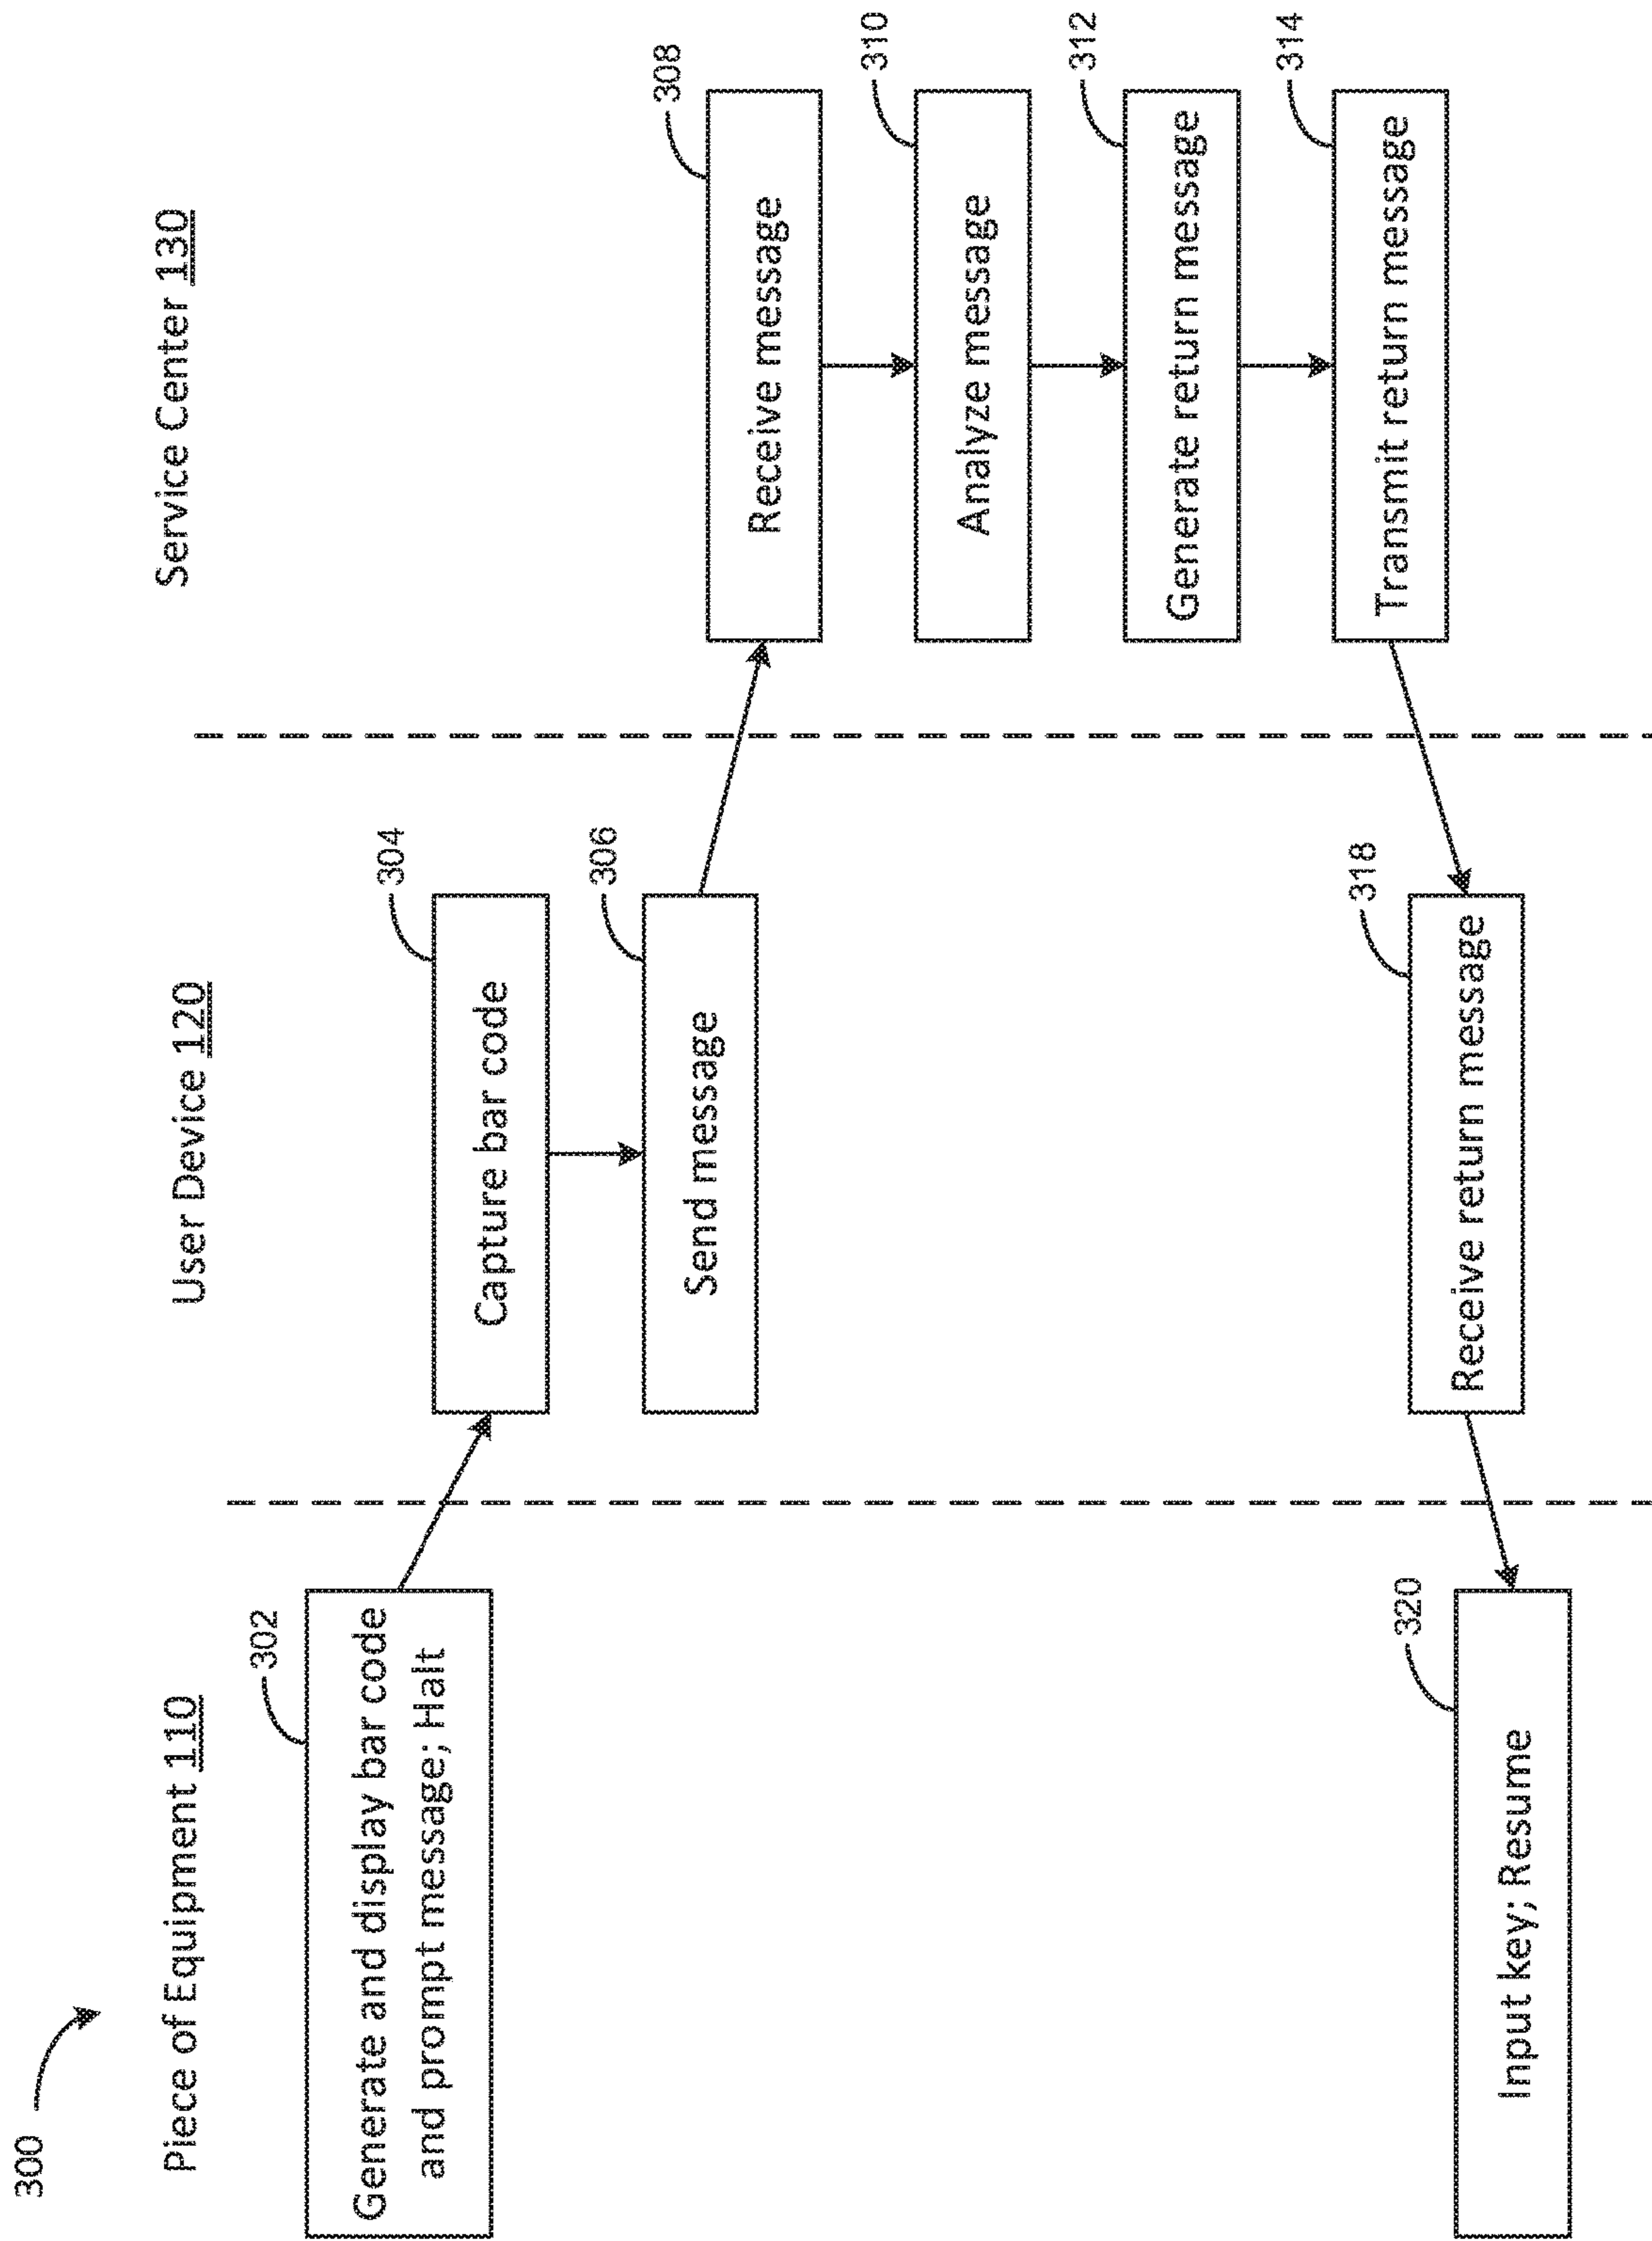 300
Piece of Equipment 110
User Device 120
Service Center 130
302
Generate and display bar code
and prompt message; Halt
304
Capture bar code
306
Send message
308
Receive message
310
Analyze message
312
Generate return message
314
Transmit return message
318
Receive return message
320
Input key; Resume